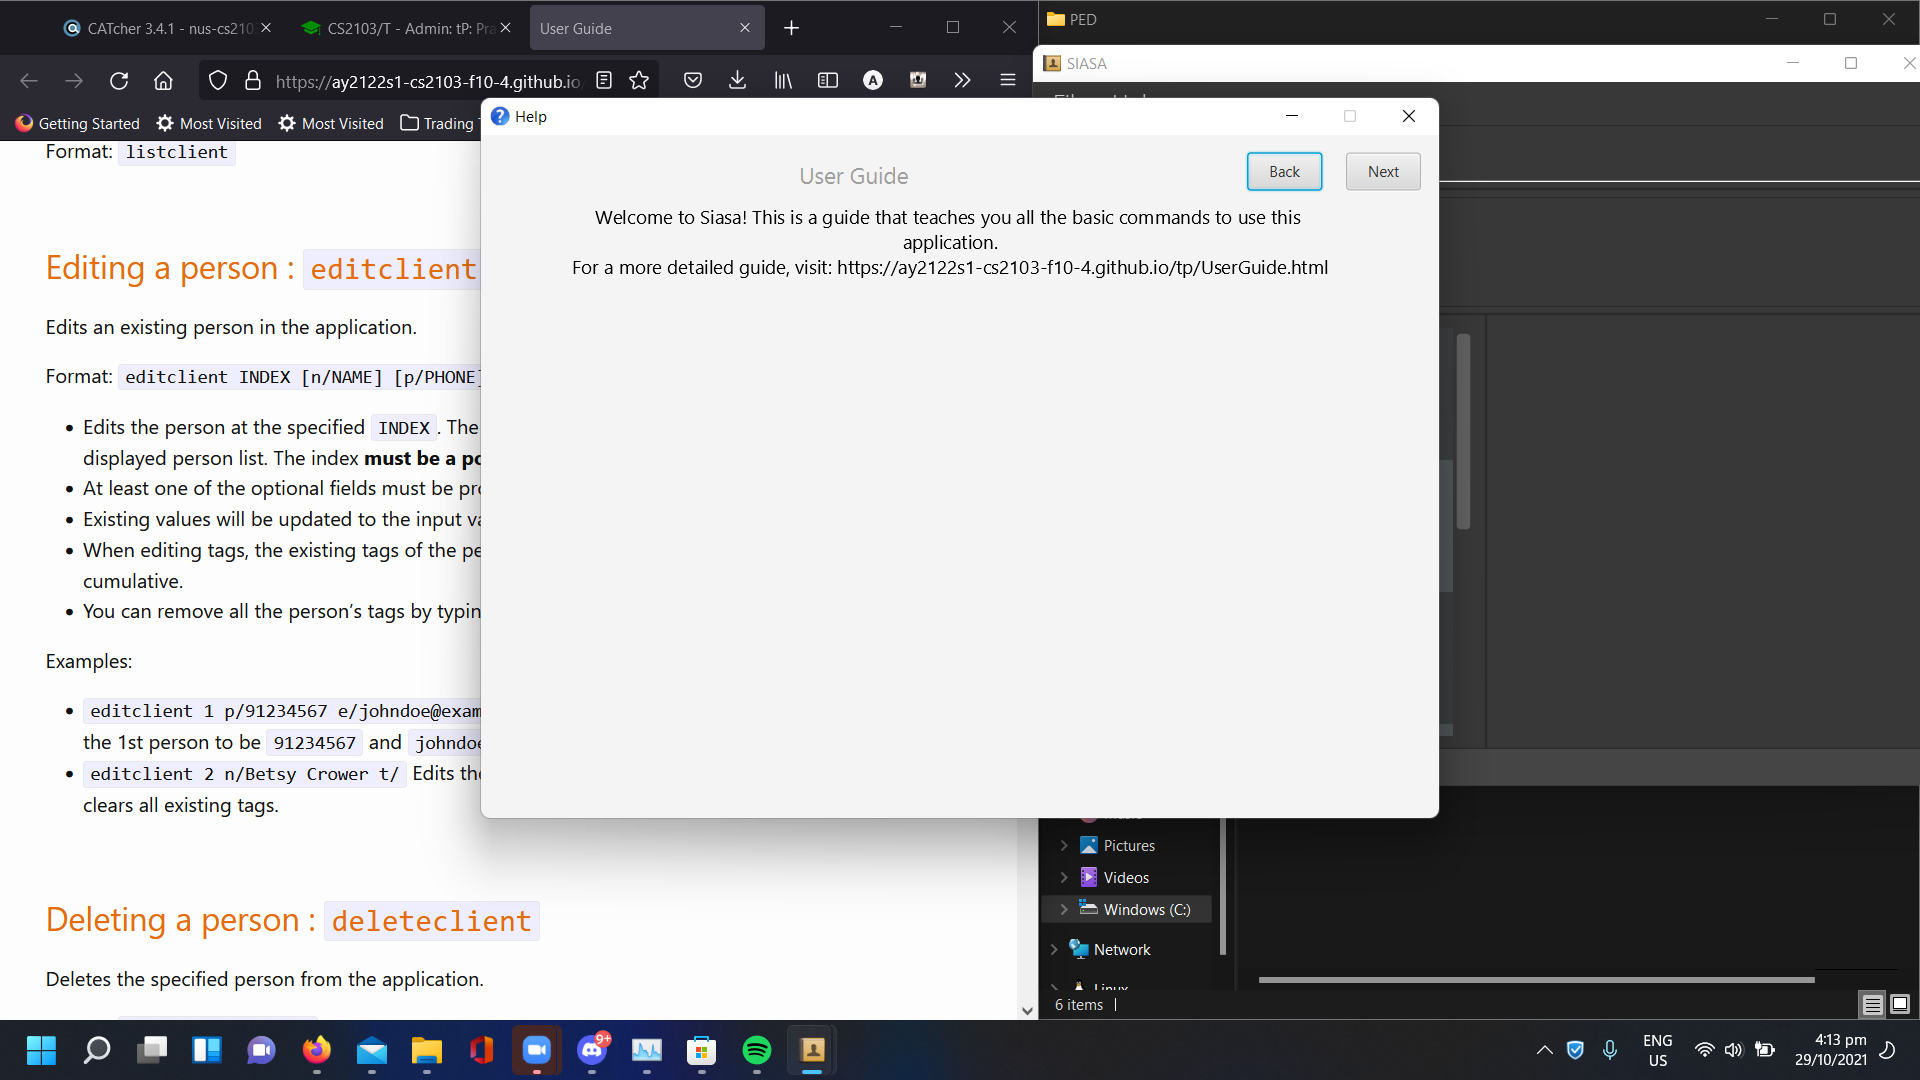 CATcher 3.4.1 - nus-cs210
CS2103/T - Admin: tP: Pra
User Guide
PED
SIASA
https://ay2122s1-cs2103-f10-4.github.io
Getting Started
Most Visited
Most Visited
Trading
Help
Format: listclient
User Guide
Back
Next
Welcome to Siasa! This is a guide that teaches you all the basic commands to use this
application.
For a more detailed guide, visit: https://ay2122s1-cs2103-f10-4.github.io/tp/UserGuide.html
Editing a person : editclient
Edits an existing person in the application.
Format: editclient INDEX [n/NAME] [p/PHONE]
Edits the person at the specified INDEX. The
displayed person list. The index must be a po
At least one of the optional fields must be pro
Existing values will be updated to the input va
When editing tags, the existing tags of the pe
cumulative.
You can remove all the person's tags by typin
Examples:
editclient 1 p/91234567 e/johndoe@exam
the 1st person to be 91234567 and johndoe
editclient 2 n/Betsy Crower t/ Edits the
clears all existing tags.
Deleting a person : deleteclient
Deletes the specified person from the application.
Pictures
Videos
Windows (C:)
Network
Linux
6 items
9+
ENG
US
4:13 pm
29/10/2021